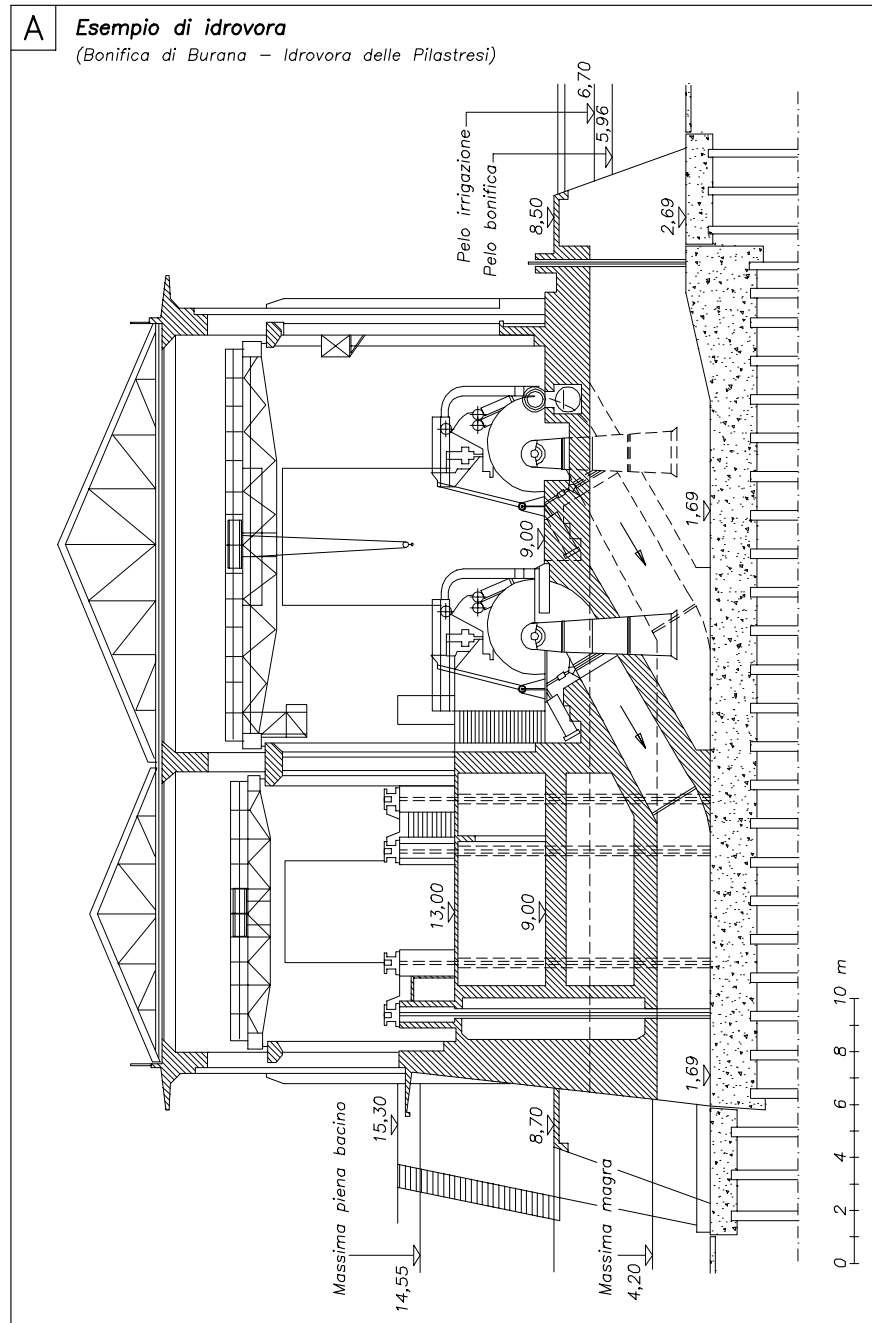 A
Esempio di idrovora
(Bonifica di Burana – Idrovora delle Pilastresi)
Pelo irrigazione
6,70
Pelo bonifica
5,96
8,50
2,69
9,00
1,69
13,00
9,00
1,69
15,30
8,70
Massima piena bacino
14,55
Massima magra
4,20
0 2 4 6 8 10 m